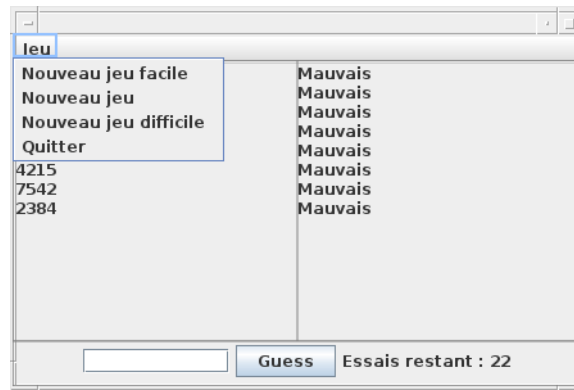 Jeu
Nouveau jeu facile
Nouveau jeu
Nouveau jeu difficile
Quitter
4215
7542
2384
Mauvais
Mauvais
Mauvais
Mauvais
Mauvais
Mauvais
Mauvais
Mauvais
Guess Essais restant : 22